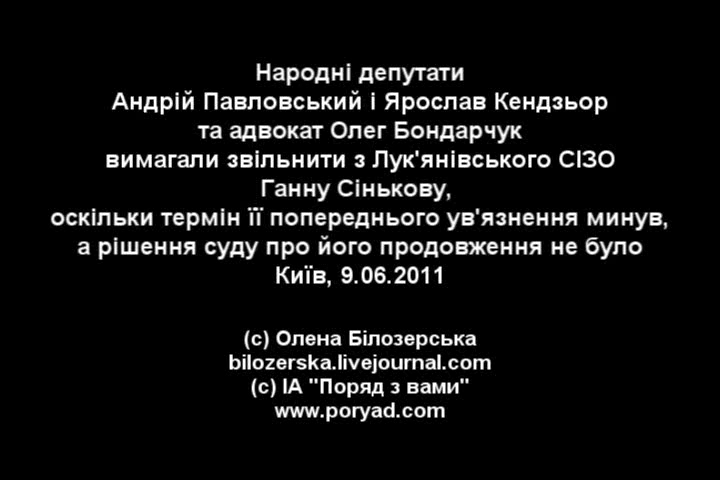 Народні депутати
Андрій Павловський і Ярослав Кендзьор
та адвокат Олег Бондарчук
вимагали звільнити з Лук'янівського СІЗО
Ганну Сінькову,
оскільки термін її попереднього ув'язнення минув,
а рішення суду про його продовження не було
Київ, 9.06.2011
(c) Олена Білозерська
bilozerska.livejournal.com
(c) ІА "Поряд з вами"
www.poryad.com